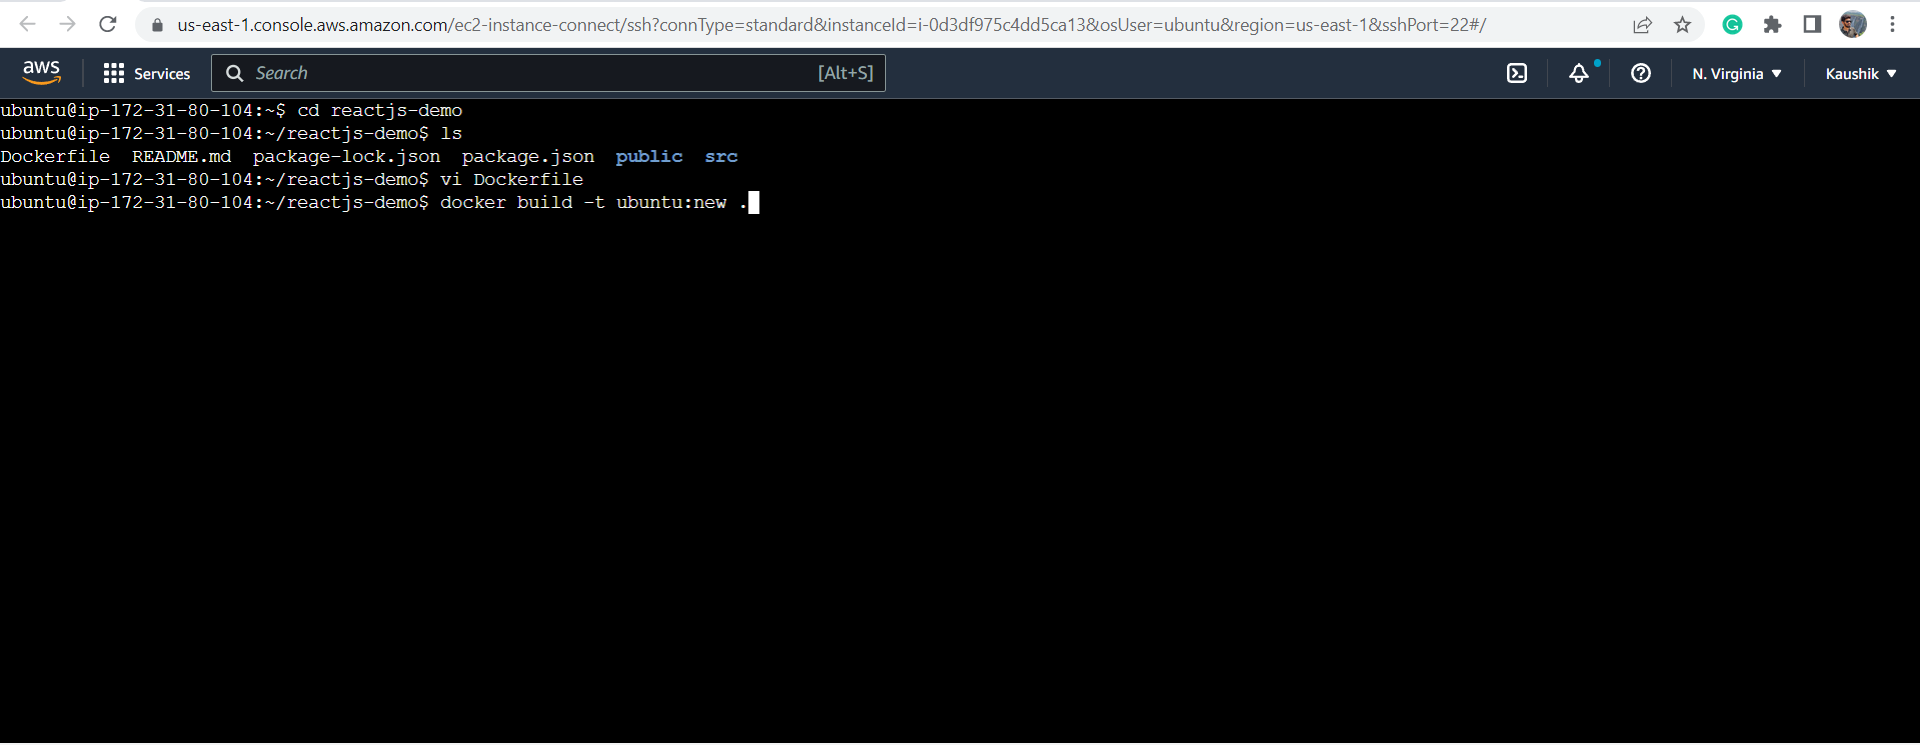 us-east-1.console.aws.amazon.com/ec2-instance-connect/ssh?connType=standard&instanceId=i-0d3df975c4dd5ca13&osUser=ubuntu&region=us-east-1&sshPort=22#/
aws Services Search [Alt+S] N. Virginia Kaushik
ubuntu@ip-172-31-80-104:~$ cd reactjs-demo
ubuntu@ip-172-31-80-104:~/reactjs-demo$ ls
Dockerfile  README.md  package-lock.json  package.json  public  src
ubuntu@ip-172-31-80-104:~/reactjs-demo$ vi Dockerfile
ubuntu@ip-172-31-80-104:~/reactjs-demo$ docker build -t ubuntu:new .